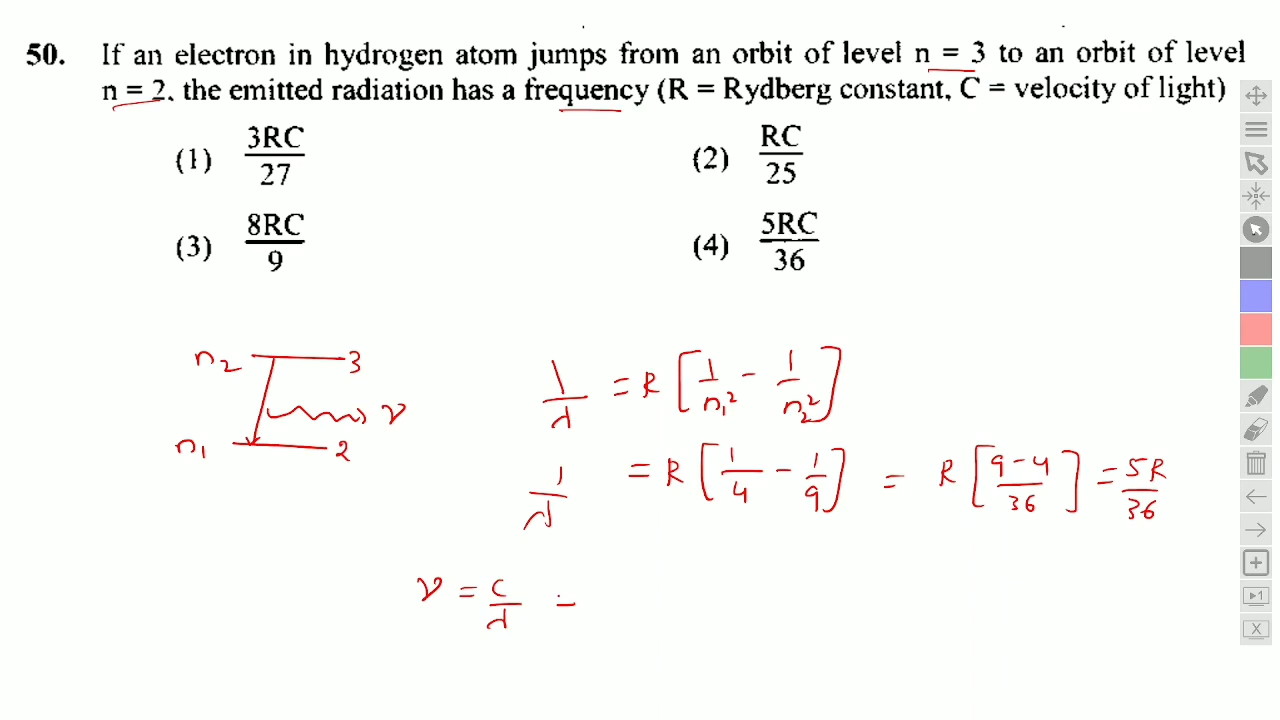 50. If an electron in hydrogen atom jumps from an orbit of level n = 3 to an orbit of level
n = 2, the emitted radiation has a frequency (R = Rydberg constant, C = velocity of light)
(1) 3RC/27 (2) RC/25
(3) 8RC/9 (4) 5RC/36
n₂ 3
ν
n₁ 2
1/λ = R [1/n₁² - 1/n₂²]
1/λ = R [1/4 - 1/9] = R [9-4/36] = 5R/36
ν = c/λ =